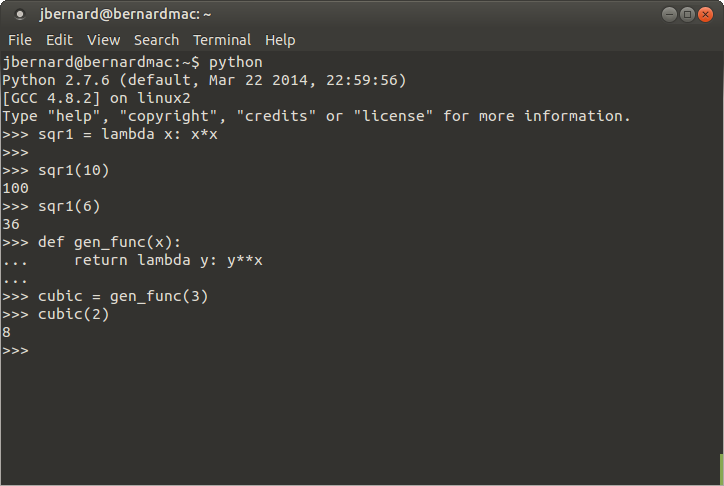 jbernard@bernardmac: ~
File Edit View Search Terminal Help
jbernard@bernardmac:~$ python
Python 2.7.6 (default, Mar 22 2014, 22:59:56)
[GCC 4.8.2] on linux2
Type "help", "copyright", "credits" or "license" for more information.
>>> sqr1 = lambda x: x*x
>>>
>>> sqr1(10)
100
>>> sqr1(6)
36
>>> def gen_func(x):
...     return lambda y: y**x
...
>>> cubic = gen_func(3)
>>> cubic(2)
8
>>>